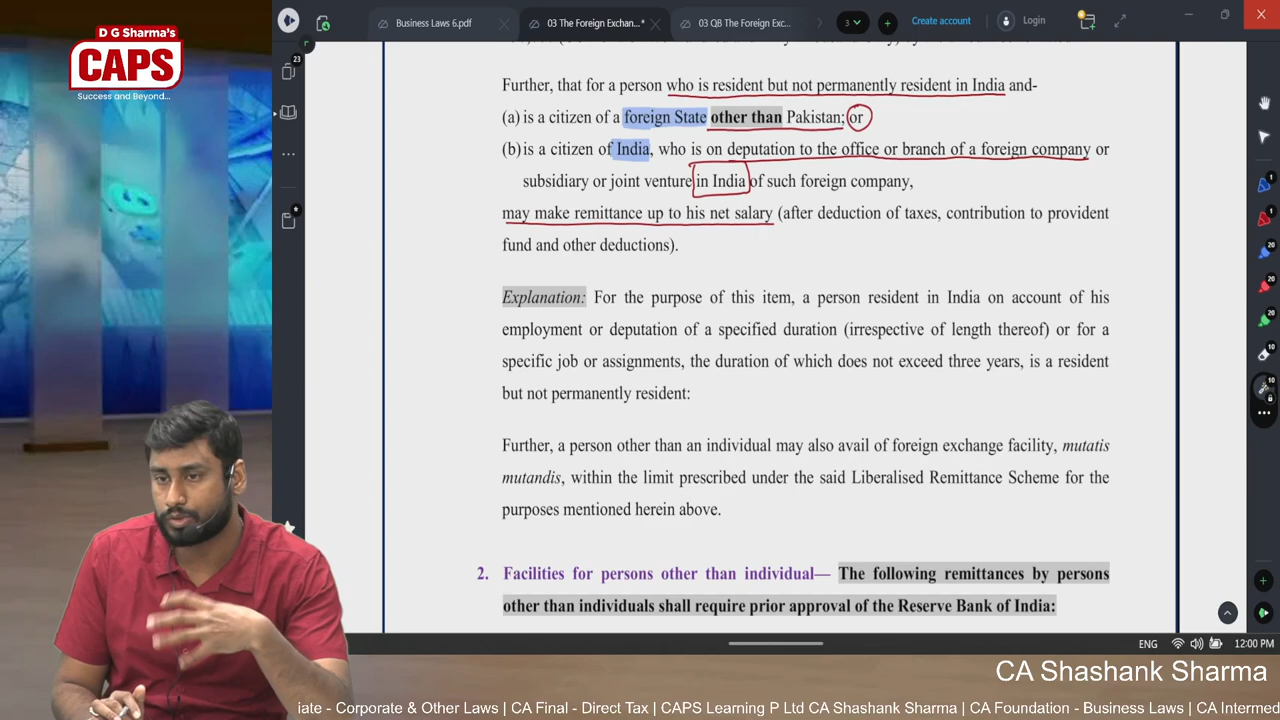 D G Sharma's
CAPS
Success and Beyond...
Business Laws 6.pdf
03 The Foreign Exchan...*
03 QB The Foreign Exc...
3
Create account
Login
23
Further, that for a person who is resident but not permanently resident in India and-
(a) is a citizen of a foreign State other than Pakistan; or
(b) is a citizen of India, who is on deputation to the office or branch of a foreign company or
subsidiary or joint venture in India of such foreign company,
may make remittance up to his net salary (after deduction of taxes, contribution to provident
fund and other deductions).
Explanation: For the purpose of this item, a person resident in India on account of his
employment or deputation of a specified duration (irrespective of length thereof) or for a
specific job or assignments, the duration of which does not exceed three years, is a resident
but not permanently resident:
Further, a person other than an individual may also avail of foreign exchange facility, mutatis
mutandis, within the limit prescribed under the said Liberalised Remittance Scheme for the
purposes mentioned herein above.
2. Facilities for persons other than individual— The following remittances by persons
other than individuals shall require prior approval of the Reserve Bank of India:
1
1
20
20
20
10
10
ENG
12:00 PM
CA Shashank Sharma
iate - Corporate & Other Laws | CA Final - Direct Tax | CAPS Learning P Ltd CA Shashank Sharma | CA Foundation - Business Laws | CA Intermed